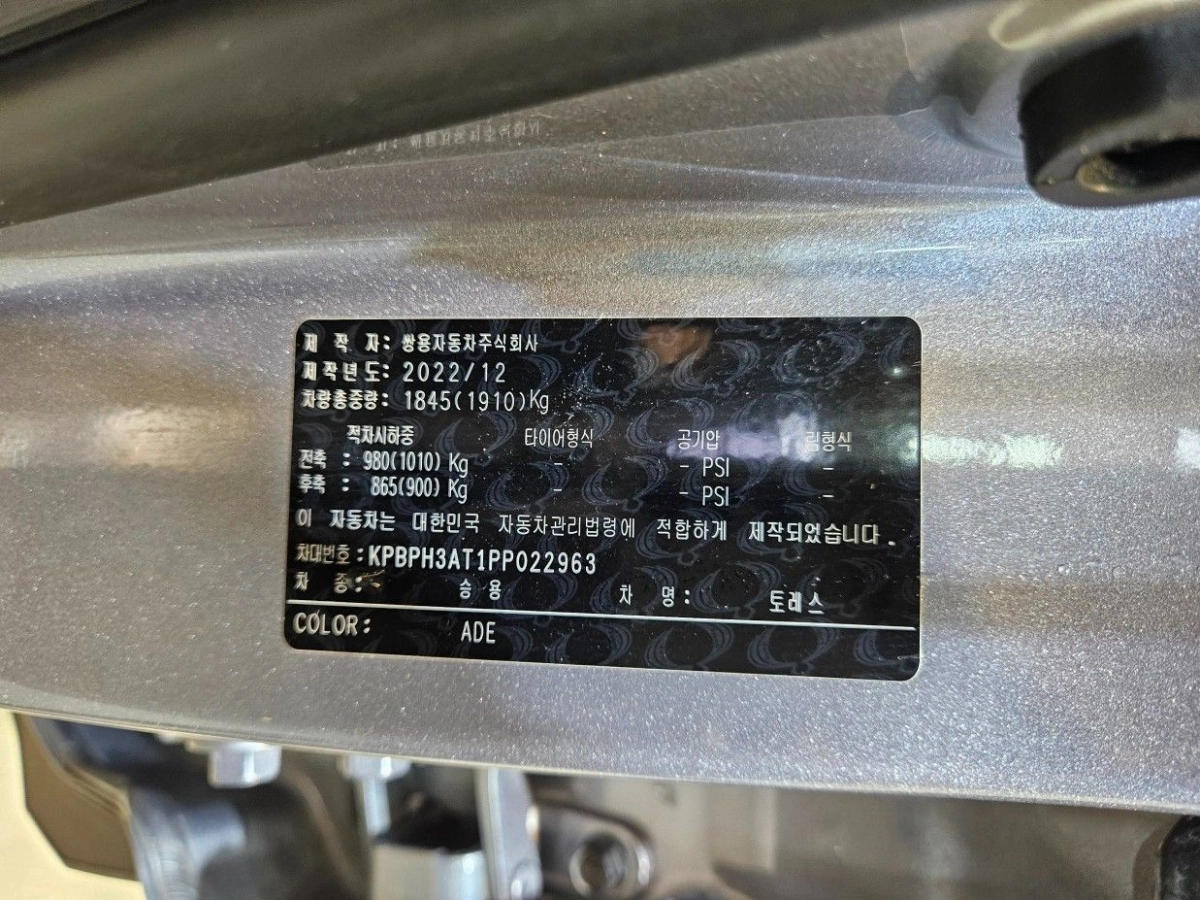 제 작 자: 쌍용자동차주식회사
제작년도: 2022/12
차량총중량: 1845(1910)Kg
적차시하중 타이어형식 공기압 림형식
전축 : 980(1010) Kg - - PSI -
후축 : 865(900) Kg - - PSI -
이 자동차는 대한민국 자동차관리법령에 적합하게 제작되었습니다.
차대번호:KPBPH3AT1PP022963
차 종: 승용 차 명: 토레스
COLOR: ADE